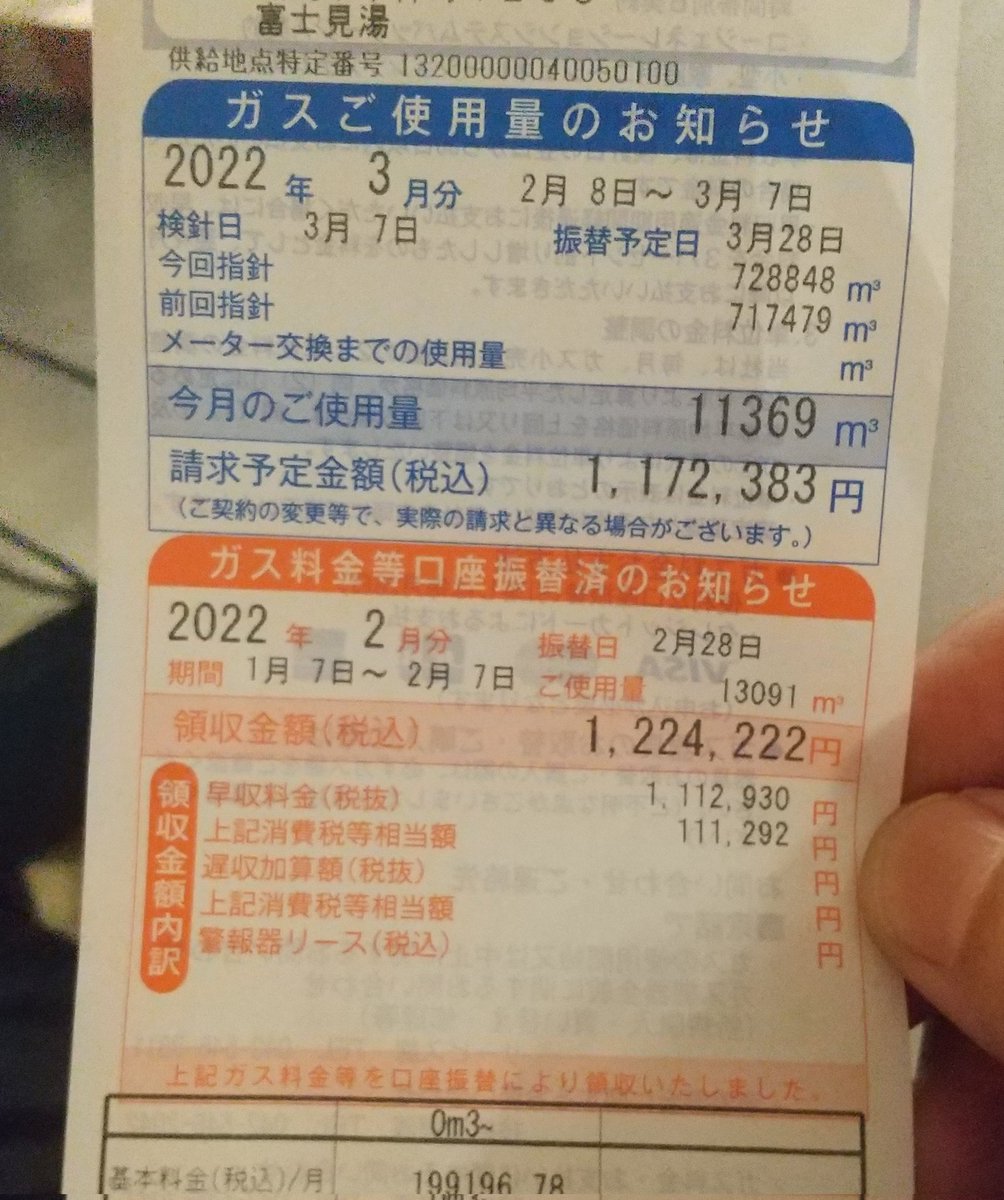 富士見湯
供給地点特定番号 13200000040050100
ガスご使用量のお知らせ
2022 年 3 月分 2月 8日～ 3月 7日
検針日 3月 7日 振替予定日 3月28日
今回指針 728848 m³
前回指針 717479 m³
メーター交換までの使用量 m³
今月のご使用量 11369 m³
請求予定金額(税込) 1,172,383 円
(ご契約の変更等で、実際の請求と異なる場合がございます。)
ガス料金等口座振替済のお知らせ
2022 年 2 月分 振替日 2月28日
期間 1月 7日～ 2月 7日 ご使用量 13091 m³
領収金額(税込) 1,224,222円
領収金額内訳
早収料金(税抜) 1,112,930 円
上記消費税等相当額 111,292 円
遅収加算額(税抜) 円
上記消費税等相当額 円
警報器リース(税込) 円
上記ガス料金等を口座振替により領収いたしました。
0m3~
基本料金(税込)/月 199196.78